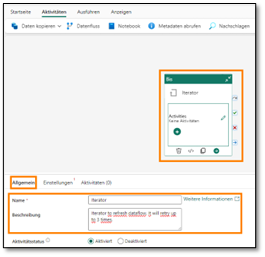 Startseite Aktivitäten Ausführen Anzeigen
Daten kopieren Datenfluss Notebook Metadaten abrufen Nachschlagen
Bis
Iterator
Activities
Keine Aktivitäten
Allgemein Einstellungen Aktivitäten (0)
Name * Iterator Weitere Informationen
Beschreibung Iterator to refresh dataflow. It will retry up
to 3 times
Aktivitätsstatus Aktiviert Deaktiviert